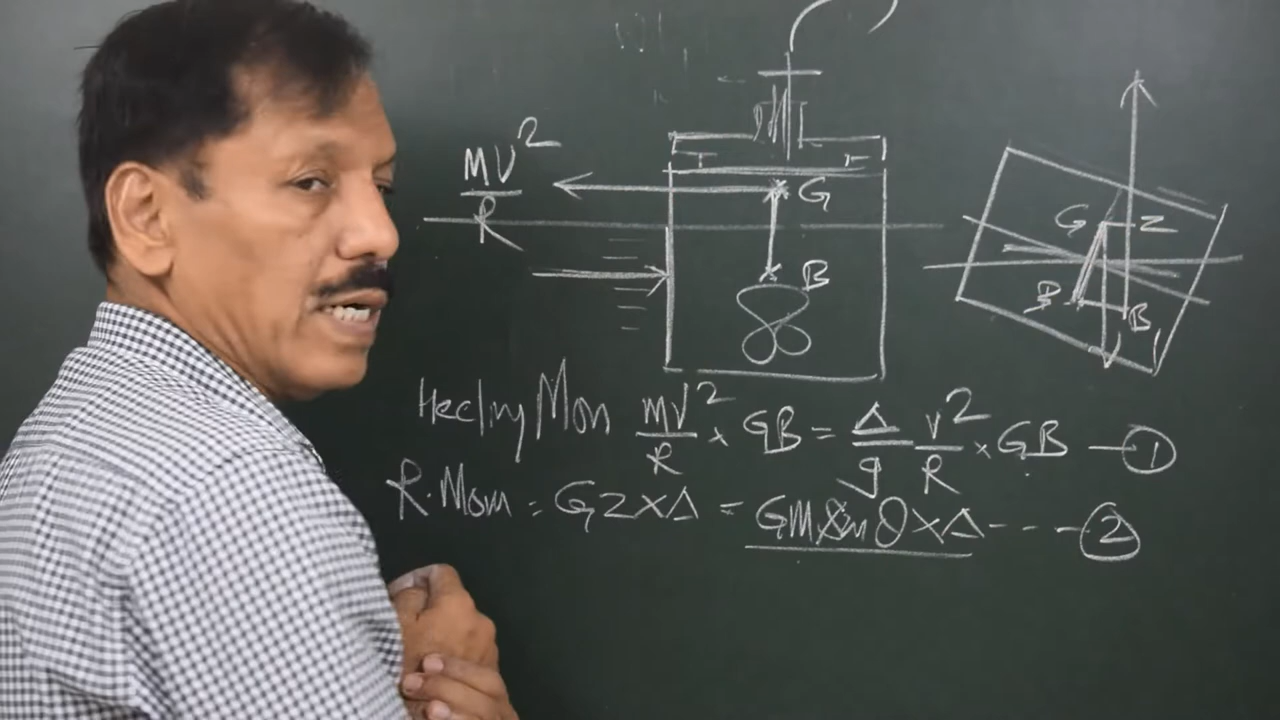 MV²/R
G
B
G Z
B B
Heeling Mom MV²/R × GB = Δ/g V²/R × GB — ①
R. Mom = GZ × Δ = GM Sin θ × Δ - - - - ②